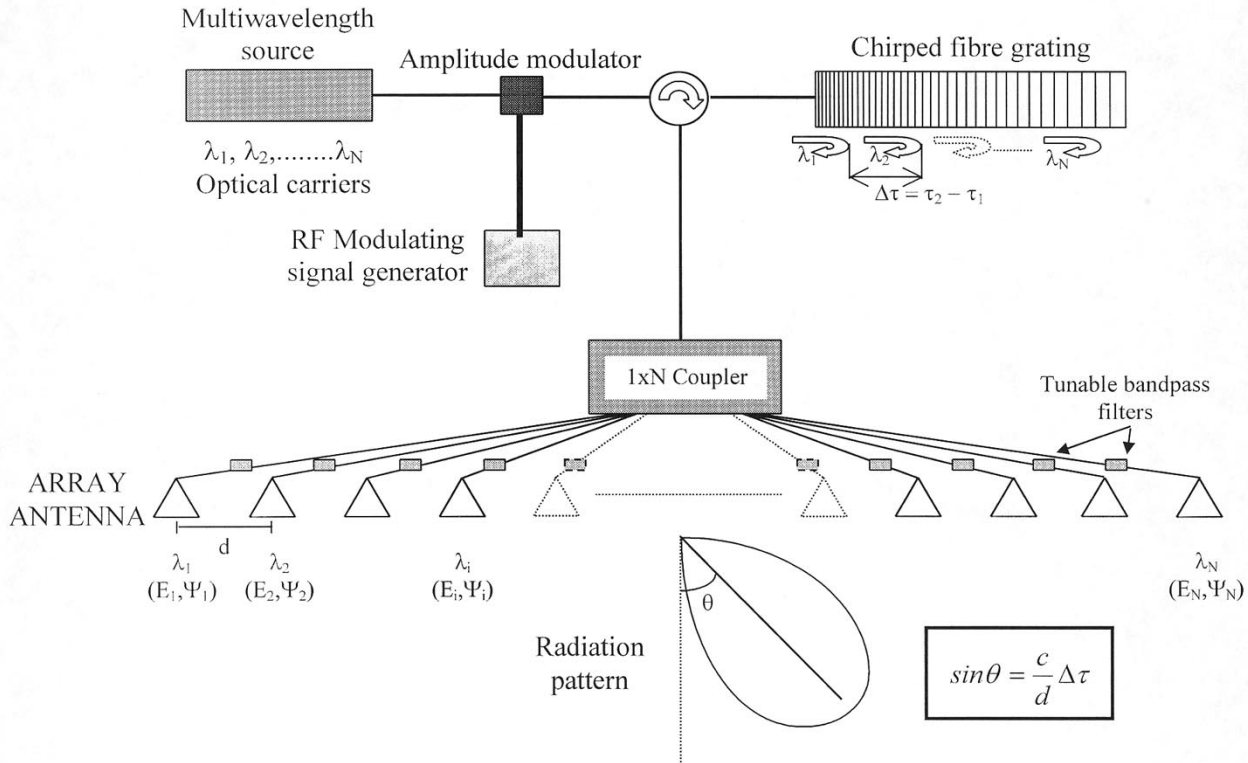 Multiwavelength
source
Amplitude modulator
Chirped fibre grating
λ1, λ2,........λN
Optical carriers
λ1
λ2
λN
Δτ = τ2 − τ1
RF Modulating
signal generator
1xN Coupler
Tunable bandpass
filters
ARRAY
ANTENNA
d
λ1
(E1,Ψ1)
λ2
(E2,Ψ2)
λi
(Ei,Ψi)
λN
(EN,ΨN)
θ
Radiation
pattern
sinθ = c/d Δτ